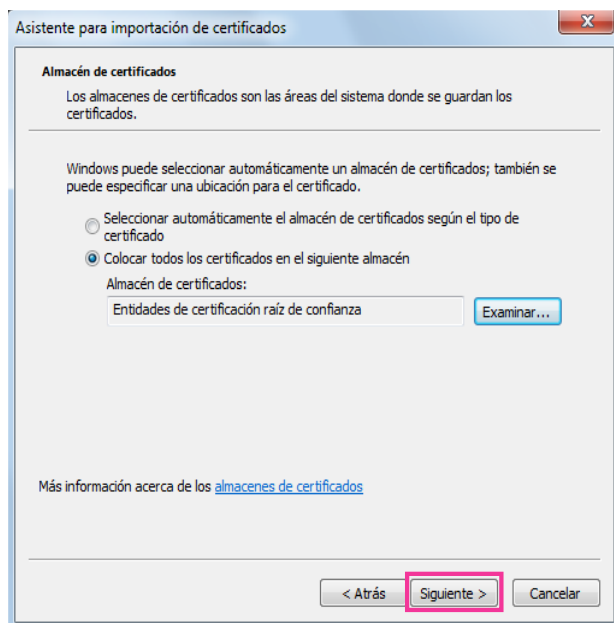 Asistente para importación de certificados
Almacén de certificados
Los almacenes de certificados son las áreas del sistema donde se guardan los
certificados.
Windows puede seleccionar automáticamente un almacén de certificados; también se
puede especificar una ubicación para el certificado.
Seleccionar automáticamente el almacén de certificados según el tipo de
certificado
Colocar todos los certificados en el siguiente almacén
Almacén de certificados:
Entidades de certificación raíz de confianza
Examinar...
Más información acerca de los almacenes de certificados
< Atrás
Siguiente >
Cancelar